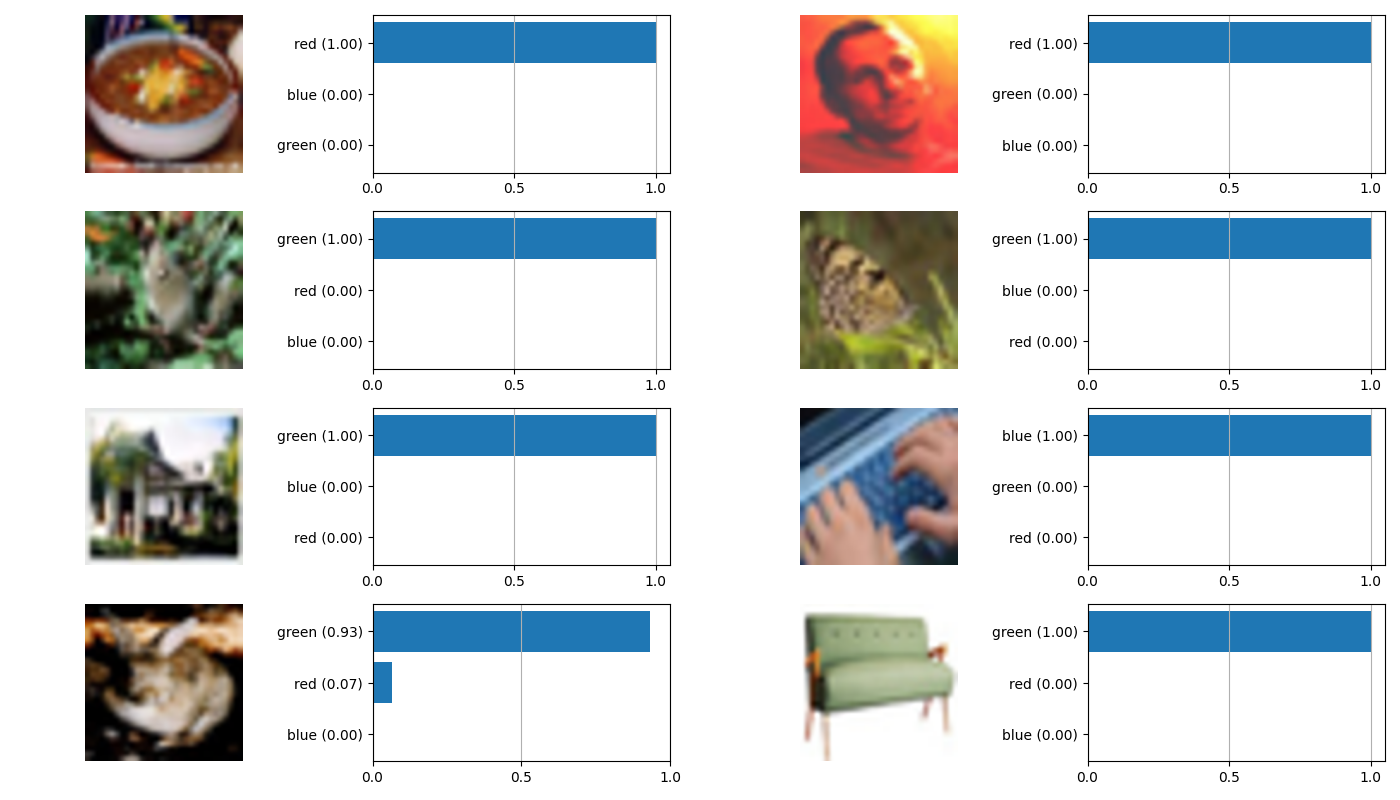 red (1.00)
blue (0.00)
green (0.00)
0.0 0.5 1.0
red (1.00)
green (0.00)
blue (0.00)
0.0 0.5 1.0
green (1.00)
red (0.00)
blue (0.00)
0.0 0.5 1.0
green (1.00)
blue (0.00)
red (0.00)
0.0 0.5 1.0
green (1.00)
blue (0.00)
red (0.00)
0.0 0.5 1.0
blue (1.00)
green (0.00)
red (0.00)
0.0 0.5 1.0
green (0.93)
red (0.07)
blue (0.00)
0.0 0.5 1.0
green (1.00)
red (0.00)
blue (0.00)
0.0 0.5 1.0